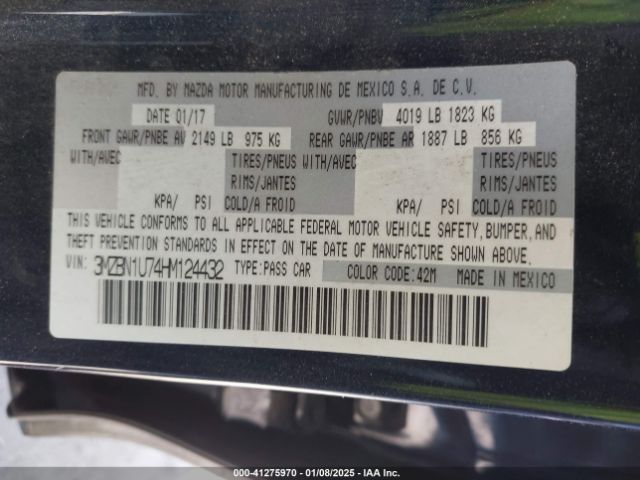 MFD. BY MAZDA MOTOR MANUFACTURING DE MEXICO S.A. DE C.V.
DATE 01/17 GVWR/PNBV 4019 LB 1823 KG
FRONT GAWR/PNBE AV 2149 LB 975 KG REAR GAWR/PNBE AR 1887 LB 856 KG
WITH/AVEC TIRES/PNEUS WITH/AVEC TIRES/PNEUS
RIMS/JANTES RIMS/JANTES
KPA/ PSI COLD/A FROID KPA/ PSI COLD/A FROID
THIS VEHICLE CONFORMS TO ALL APPLICABLE FEDERAL MOTOR VEHICLE SAFETY, BUMPER, AND
THEFT PREVENTION STANDARDS IN EFFECT ON THE DATE OF MANUFACTURE SHOWN ABOVE.
VIN: 3MZBN1U74HM124432 TYPE: PASS CAR COLOR CODE: 42M MADE IN MEXICO
000-41275970 - 01/08/2025 - IAA Inc.